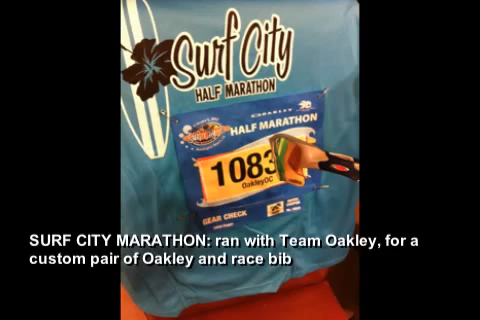 Surf City
HALF MARATHON
OAKLEY
HALF MARATHON
1083
OakleyOC
GEAR CHECK
SURF CITY MARATHON: ran with Team Oakley, for a
custom pair of Oakley and race bib